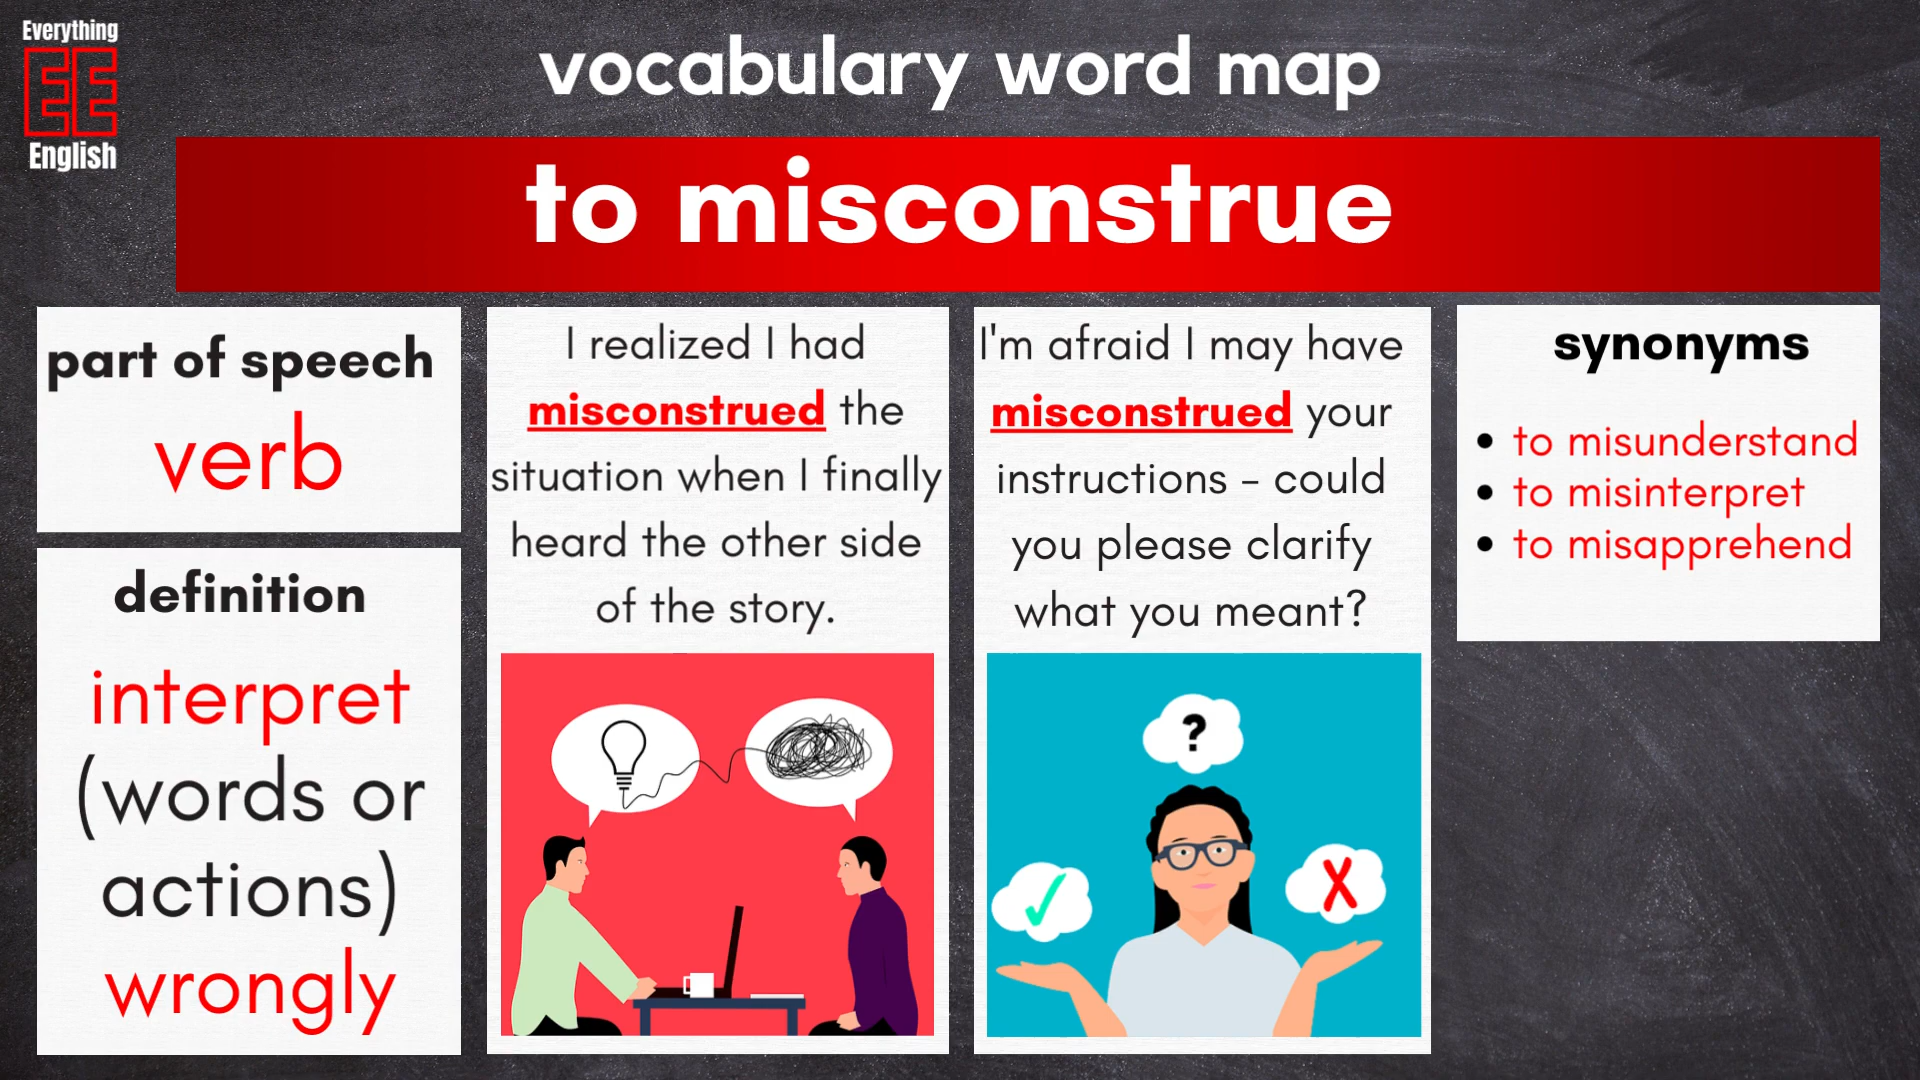 Everything
EE
English
vocabulary word map
to misconstrue
part of speech
verb
definition
interpret
(words or
actions)
wrongly
I realized I had
misconstrued the
situation when I finally
heard the other side
of the story.
I'm afraid I may have
misconstrued your
instructions – could
you please clarify
what you meant?
?
X
synonyms
• to misunderstand
• to misinterpret
• to misapprehend